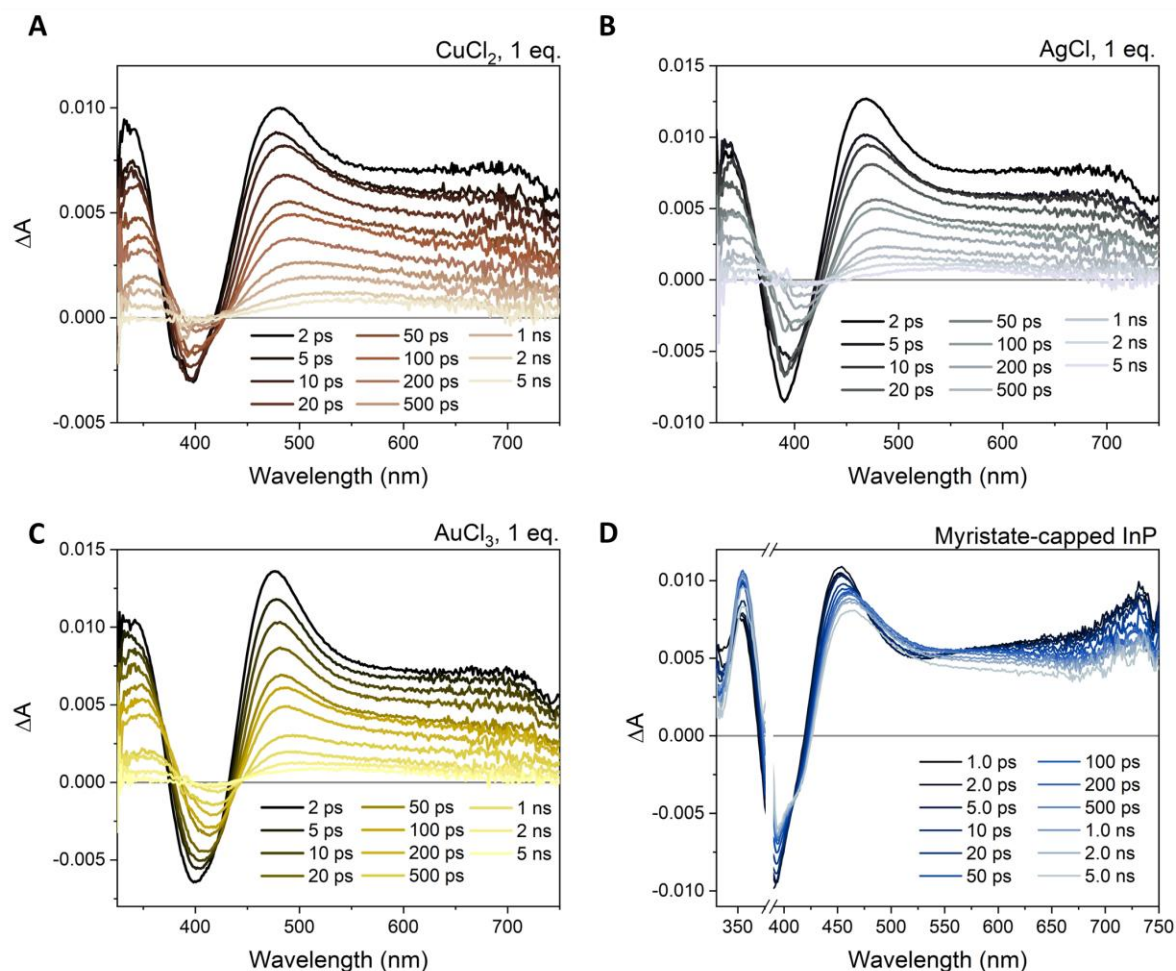 A
CuCl₂, 1 eq.
0.010
0.005
0.000
-0.005
ΔA
2 ps 50 ps 1 ns
5 ps 100 ps 2 ns
10 ps 200 ps 5 ns
20 ps 500 ps
400 500 600 700
Wavelength (nm)
B
AgCl, 1 eq.
0.015
0.010
0.005
0.000
-0.005
-0.010
ΔA
2 ps 50 ps 1 ns
5 ps 100 ps 2 ns
10 ps 200 ps 5 ns
20 ps 500 ps
400 500 600 700
Wavelength (nm)
C
AuCl₃, 1 eq.
0.015
0.010
0.005
0.000
-0.005
ΔA
2 ps 50 ps 1 ns
5 ps 100 ps 2 ns
10 ps 200 ps 5 ns
20 ps 500 ps
400 500 600 700
Wavelength (nm)
D
Myristate-capped InP
0.010
0.005
0.000
-0.005
-0.010
ΔA
1.0 ps 100 ps
2.0 ps 200 ps
5.0 ps 500 ps
10 ps 1.0 ns
20 ps 2.0 ns
50 ps 5.0 ns
350 400 450 500 550 600 650 700 750
Wavelength (nm)